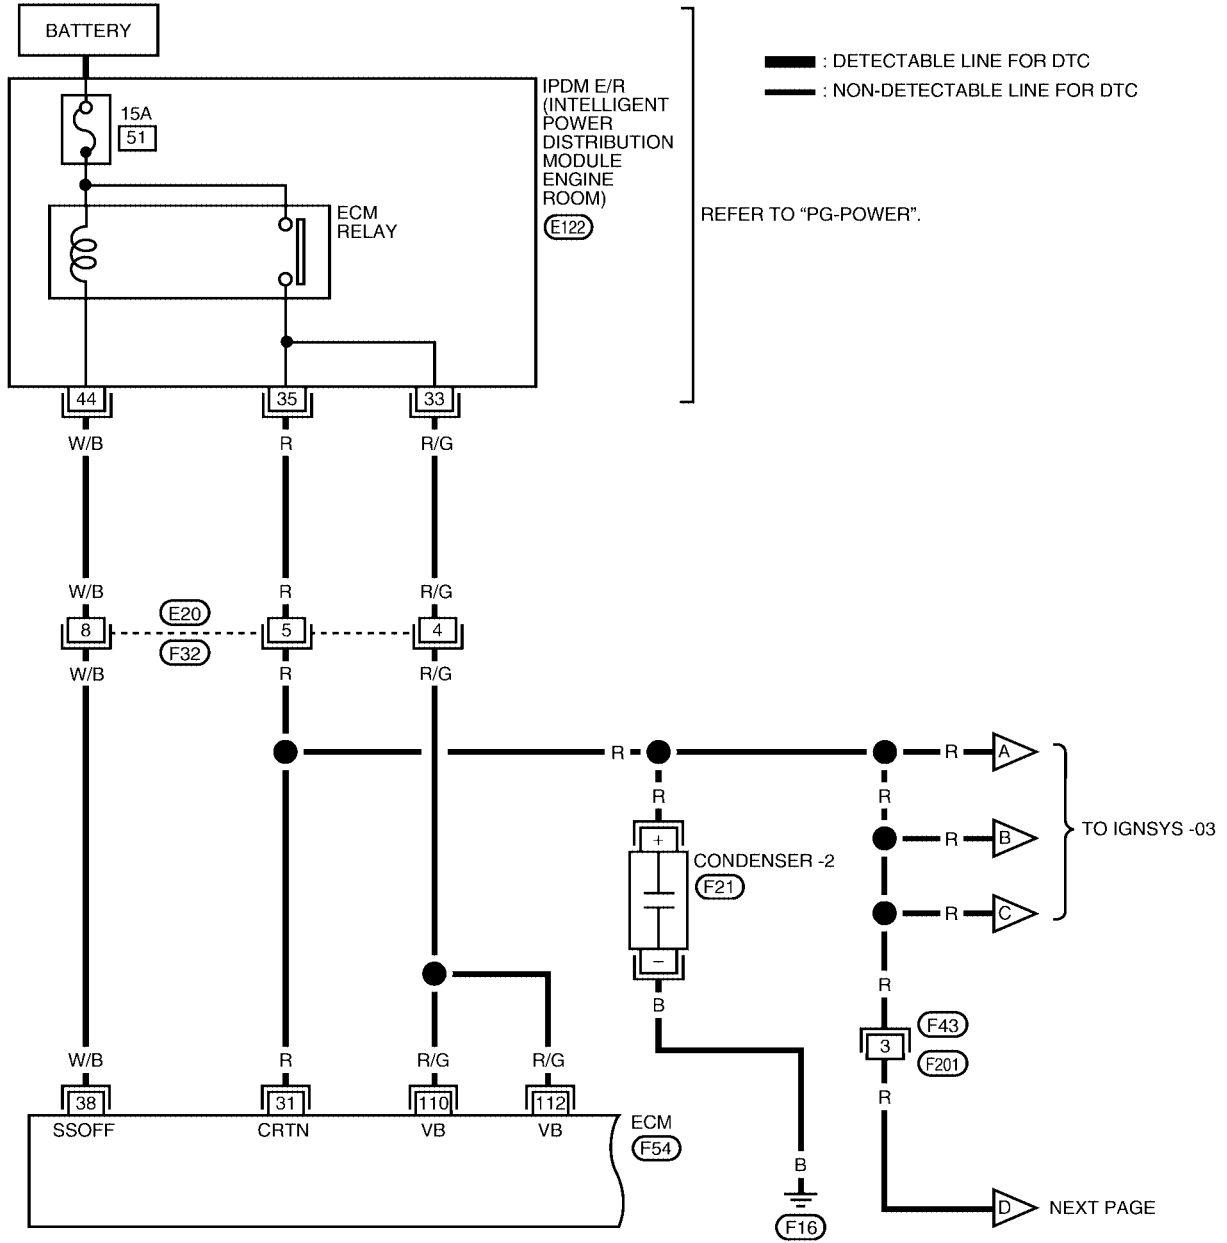 BATTERY
: DETECTABLE LINE FOR DTC
: NON-DETECTABLE LINE FOR DTC
IPDM E/R
(INTELLIGENT
POWER
DISTRIBUTION
MODULE
ENGINE
ROOM)
E122
15A
51
ECM
RELAY
REFER TO “PG-POWER”.
44
35
33
W/B
R
R/G
W/B
R
R/G
E20
8
5
4
F32
W/B
R
R/G
R
R
A
R
R
B
R
C
TO IGNSYS -03
+
CONDENSER -2
F21
−
B
R
F43
3
F201
R
W/B
R
R/G
R/G
38
31
110
112
SSOFF
CRTN
VB
VB
ECM
F54
B
F16
D
NEXT PAGE
R